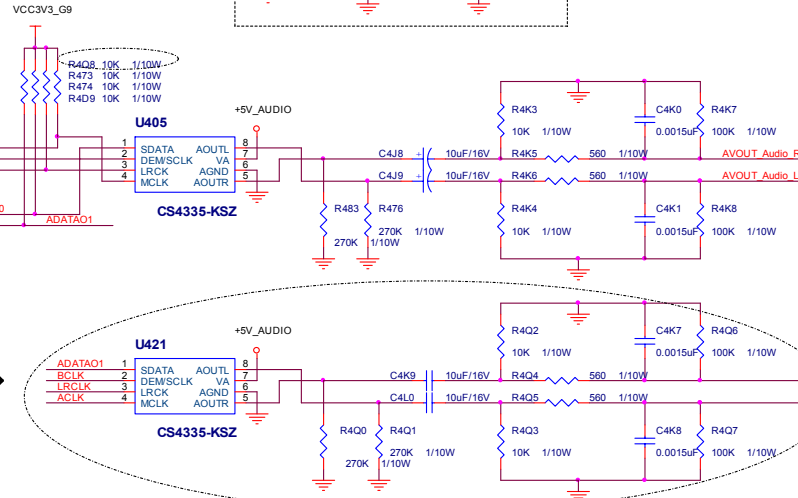 VCC3V3_G9
R4Q8 10K 1/10W
R473 10K 1/10W
R474 10K 1/10W
R4D9 10K 1/10W
+5V_AUDIO
U405
1 SDATA AOUTL 8
2 DEM/SCLK VA 7
3 LRCK AGND 6
4 MCLK AOUTR 5
CS4335-KSZ
0
ADATAO1
C4J8 10uF/16V
C4J9 10uF/16V
R483
270K 1/10W
R476
270K 1/10W
R4K3
10K 1/10W
R4K5 560 1/10W
R4K6 560 1/10W
R4K4
10K 1/10W
C4K0
0.0015uF
R4K7
100K 1/10W
AVOUT_Audio_R
AVOUT_Audio_L
C4K1
0.0015uF
R4K8
100K 1/10W
+5V_AUDIO
U421
ADATAO1 1 SDATA AOUTL 8
BCLK 2 DEM/SCLK VA 7
LRCLK 3 LRCK AGND 6
ACLK 4 MCLK AOUTR 5
CS4335-KSZ
C4K9 10uF/16V
C4L0 10uF/16V
R4Q0
270K 1/10W
R4Q1
270K 1/10W
R4Q2
10K 1/10W
R4Q4 560 1/10W
R4Q5 560 1/10W
R4Q3
10K 1/10W
C4K7
0.0015uF
R4Q6
100K 1/10W
C4K8
0.0015uF
R4Q7
100K 1/10W